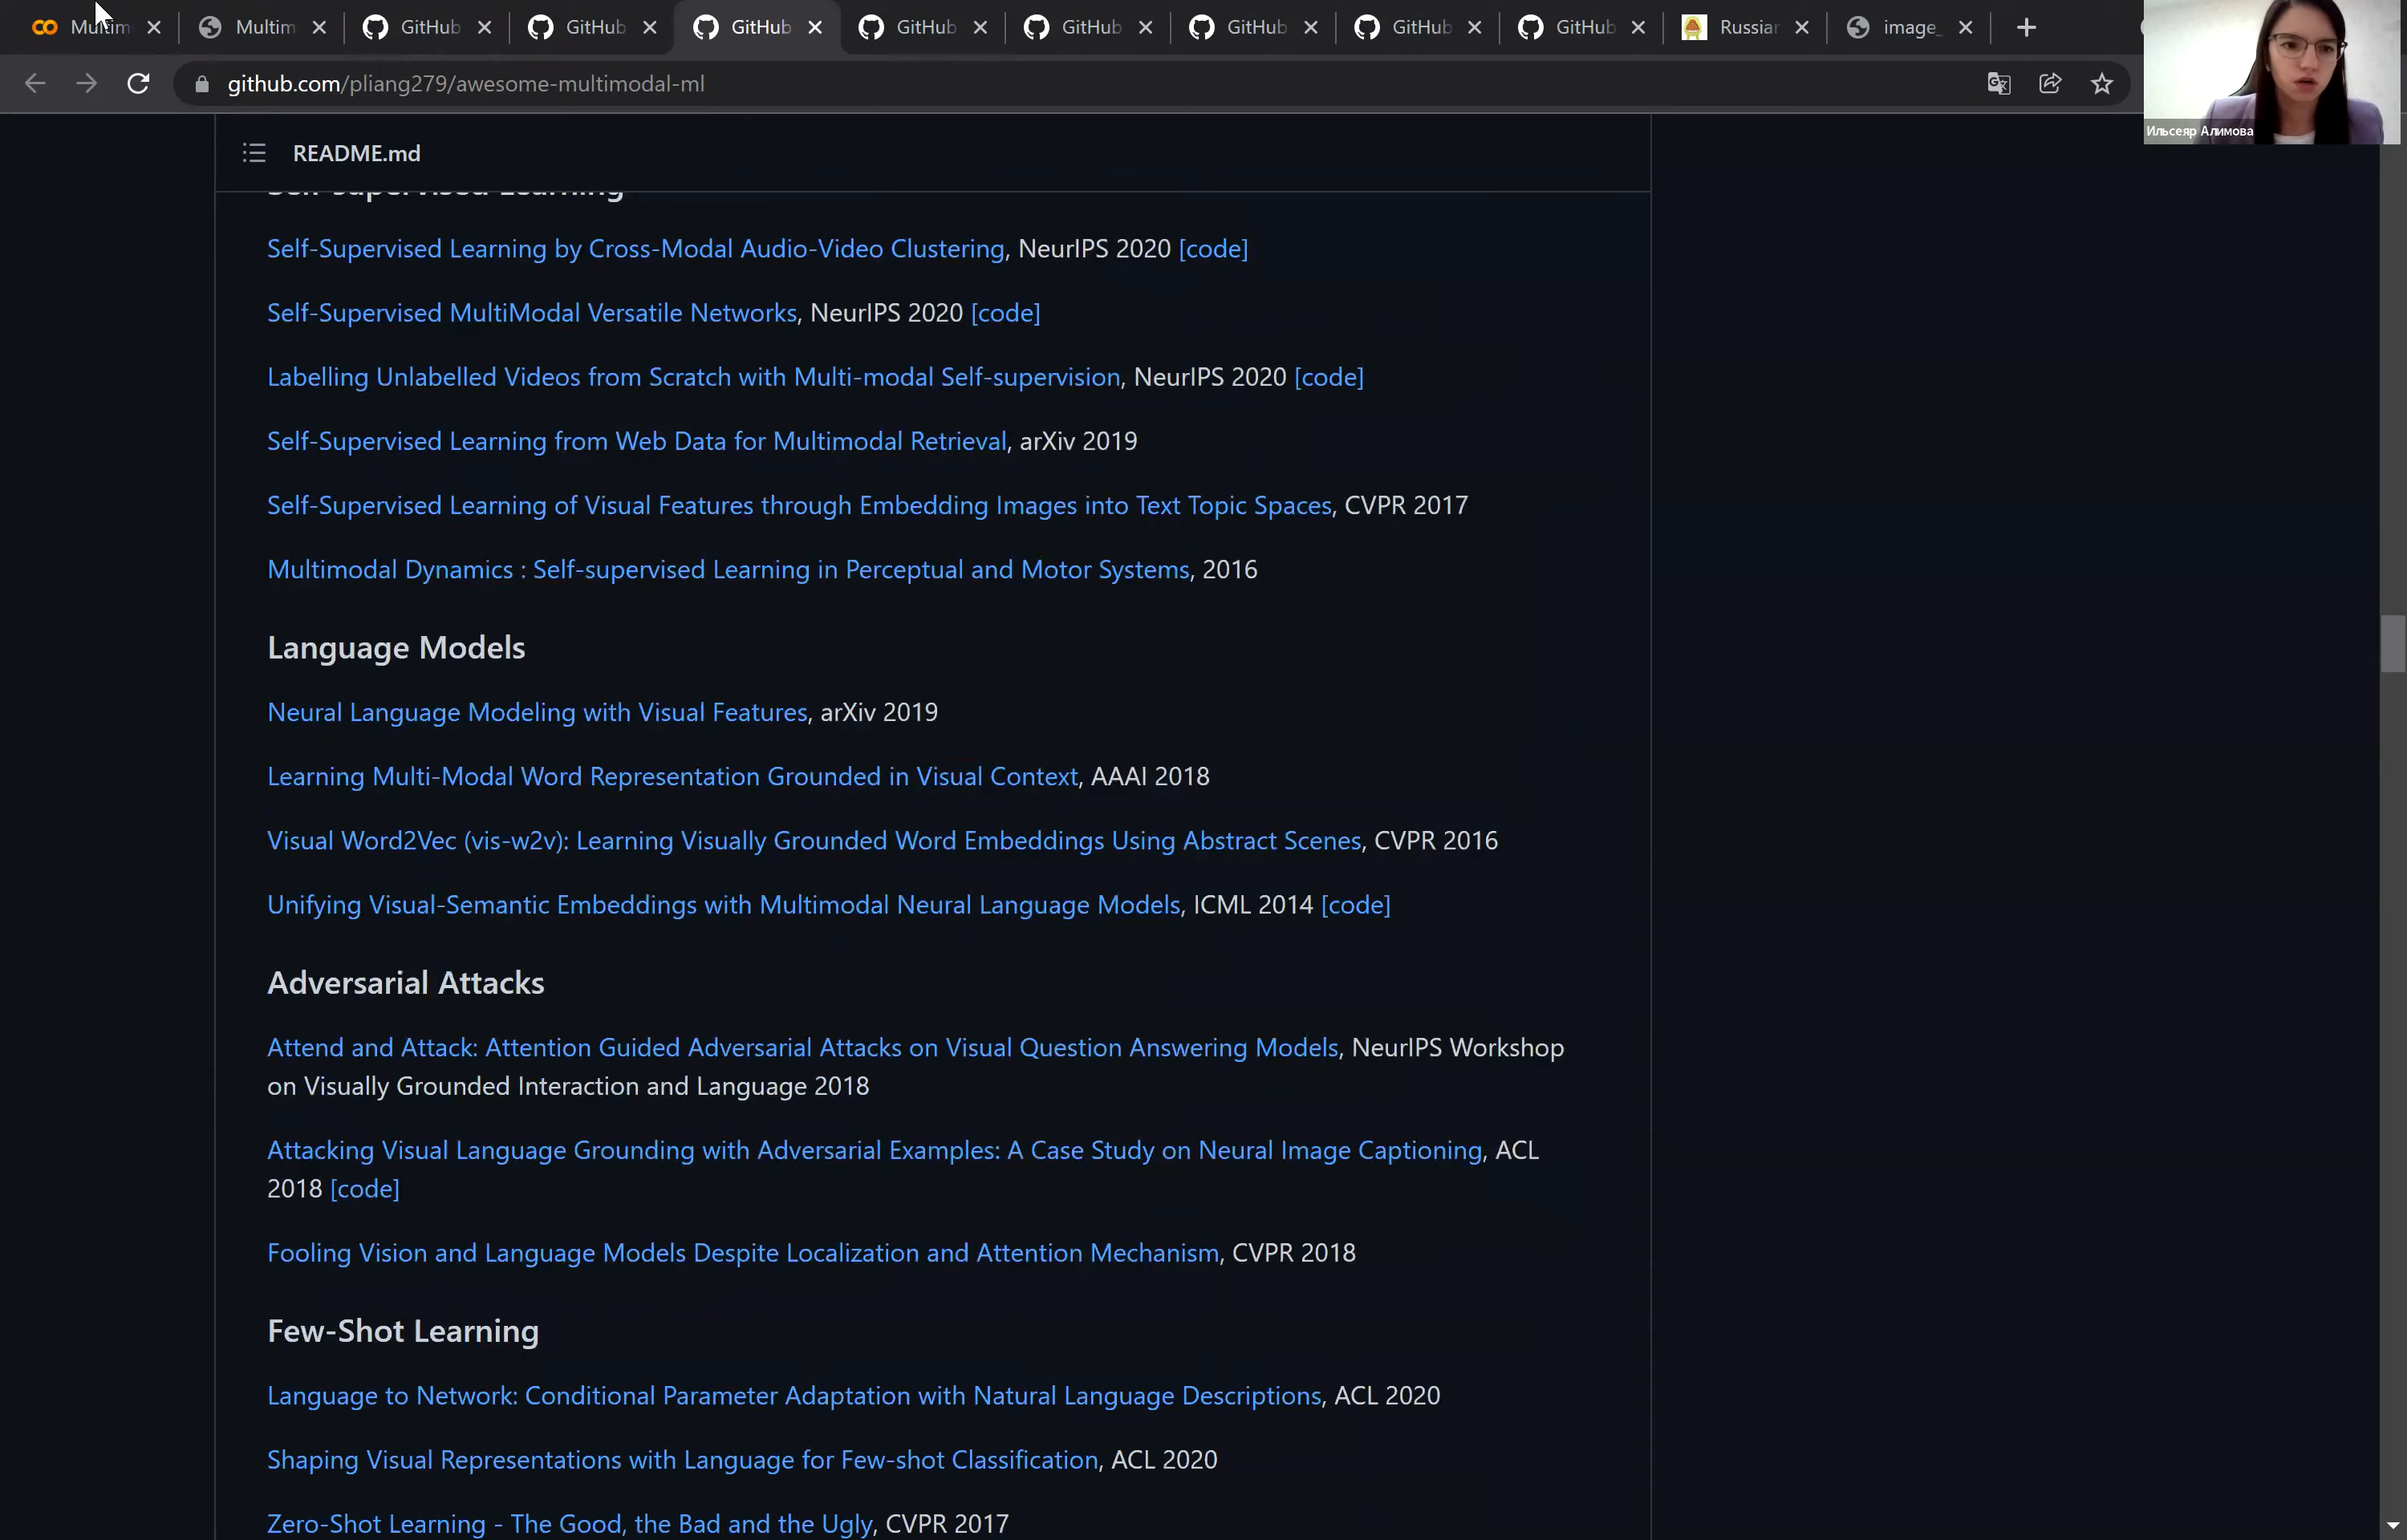 Multim
Multim
GitHub
GitHub
GitHub
GitHub
GitHub
GitHub
GitHub
GitHub
Russian
image_
github.com/pliang279/awesome-multimodal-ml
Ильсеяр Алимова
README.md
Self-supervised Learning
Self-Supervised Learning by Cross-Modal Audio-Video Clustering, NeurIPS 2020 [code]
Self-Supervised MultiModal Versatile Networks, NeurIPS 2020 [code]
Labelling Unlabelled Videos from Scratch with Multi-modal Self-supervision, NeurIPS 2020 [code]
Self-Supervised Learning from Web Data for Multimodal Retrieval, arXiv 2019
Self-Supervised Learning of Visual Features through Embedding Images into Text Topic Spaces, CVPR 2017
Multimodal Dynamics : Self-supervised Learning in Perceptual and Motor Systems, 2016
Language Models
Neural Language Modeling with Visual Features, arXiv 2019
Learning Multi-Modal Word Representation Grounded in Visual Context, AAAI 2018
Visual Word2Vec (vis-w2v): Learning Visually Grounded Word Embeddings Using Abstract Scenes, CVPR 2016
Unifying Visual-Semantic Embeddings with Multimodal Neural Language Models, ICML 2014 [code]
Adversarial Attacks
Attend and Attack: Attention Guided Adversarial Attacks on Visual Question Answering Models, NeurIPS Workshop
on Visually Grounded Interaction and Language 2018
Attacking Visual Language Grounding with Adversarial Examples: A Case Study on Neural Image Captioning, ACL
2018 [code]
Fooling Vision and Language Models Despite Localization and Attention Mechanism, CVPR 2018
Few-Shot Learning
Language to Network: Conditional Parameter Adaptation with Natural Language Descriptions, ACL 2020
Shaping Visual Representations with Language for Few-shot Classification, ACL 2020
Zero-Shot Learning - The Good, the Bad and the Ugly, CVPR 2017